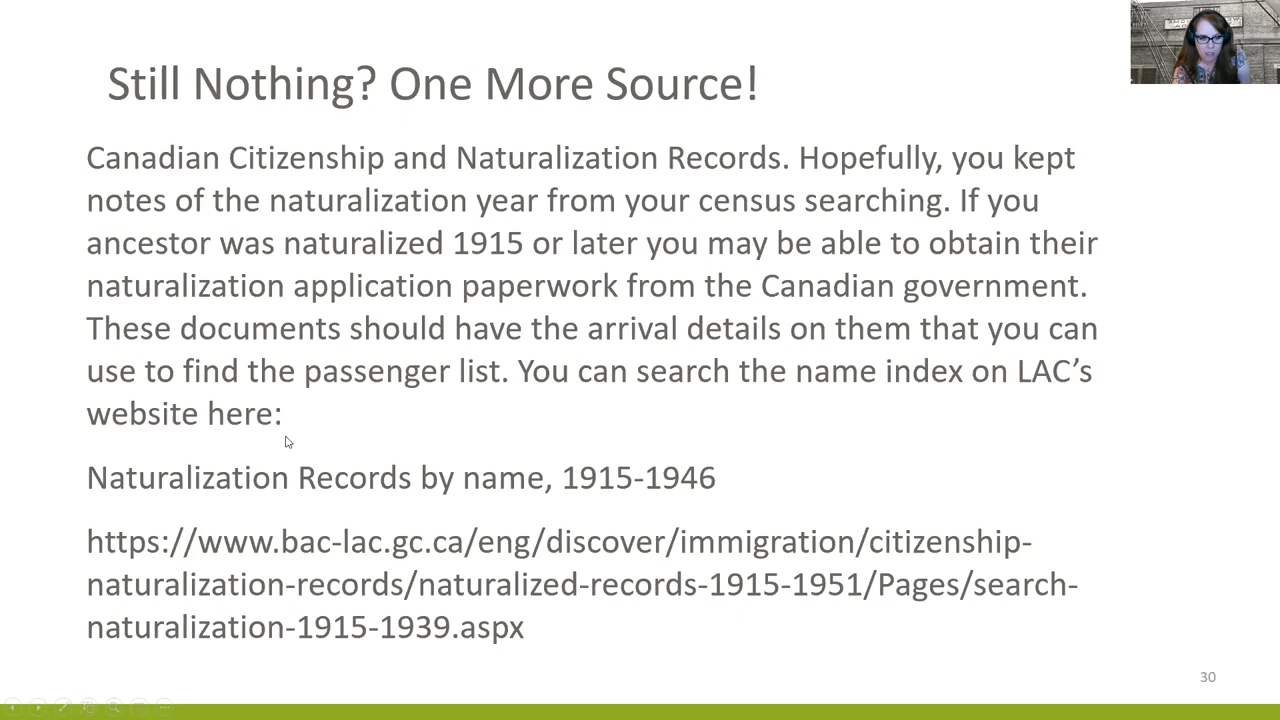 Still Nothing? One More Source!
Canadian Citizenship and Naturalization Records. Hopefully, you kept
notes of the naturalization year from your census searching. If you
ancestor was naturalized 1915 or later you may be able to obtain their
naturalization application paperwork from the Canadian government.
These documents should have the arrival details on them that you can
use to find the passenger list. You can search the name index on LAC’s
website here:
Naturalization Records by name, 1915-1946
https://www.bac-lac.gc.ca/eng/discover/immigration/citizenship-
naturalization-records/naturalized-records-1915-1951/Pages/search-
naturalization-1915-1939.aspx
30